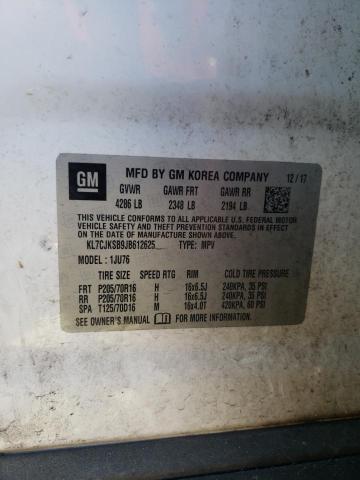 GM
MFD BY GM KOREA COMPANY 12/17
GVWR GAWR FRT GAWR RR
4286 LB 2348 LB 2194 LB
THIS VEHICLE CONFORMS TO ALL APPLICABLE U.S. FEDERAL MOTOR
VEHICLE SAFETY, BUMPER, AND THEFT PREVENTION STANDARDS IN
EFFECT ON THE DATE OF MANUFACTURE SHOWN ABOVE.
KL7CJKSB9JB612625 TYPE: MPV
MODEL: 1JU76
TIRE SIZE SPEED RTG RIM COLD TIRE PRESSURE
FRT P205/70R16 H 16x6.5J 240KPA, 35 PSI
RR P205/70R16 H 16x6.5J 240KPA, 35 PSI
SPA T125/70D16 M 16x4.0T 420KPA, 60 PSI
SEE OWNER'S MANUAL FOR MORE INFORMATION.